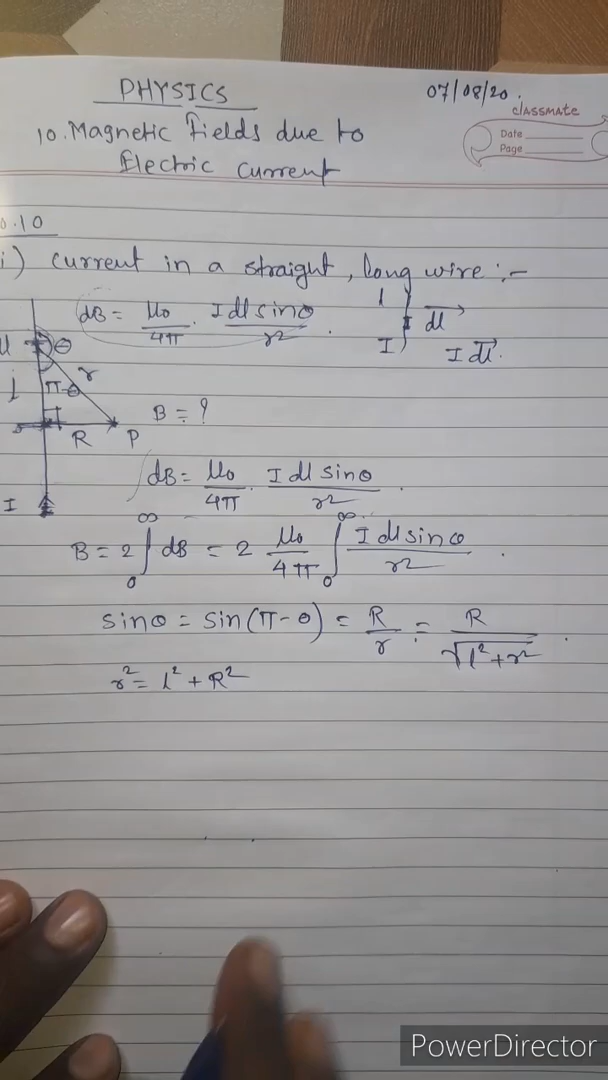 PHYSICS
07/08/20.
classmate
Date
Page
10. Magnetic fields due to
Electric current
.10
i) current in a straight, long wire :-
dB = μ₀/4π . I dl sinθ/r² .
l
I
dl
I dl.
θ
r
l
π-θ
R
P
I
B = ?
dB = μ₀/4π . I dl sinθ/r² .
B = 2 ∫₀^∞ dB = 2 μ₀/4π ∫₀^∞ I dl sinθ/r² .
sinθ = sin(π-θ) = R/r = R/√l²+r² .
r² = l² + R²
PowerDirector